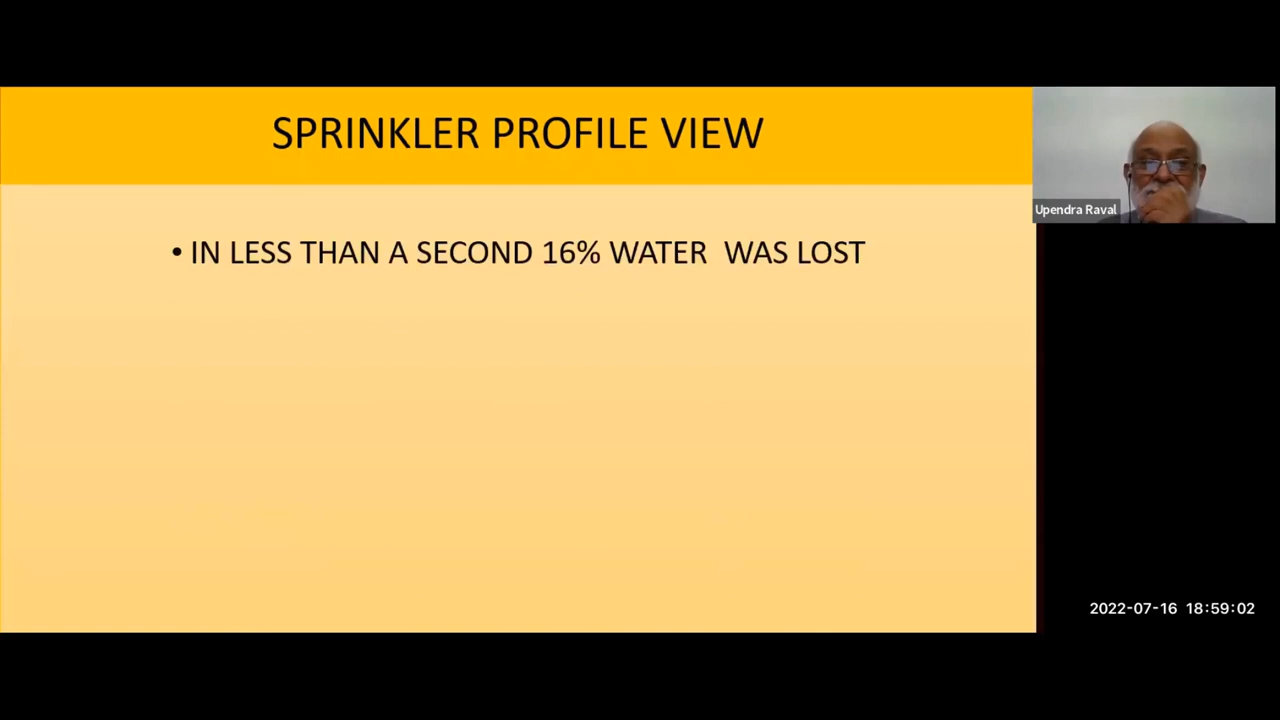 SPRINKLER PROFILE VIEW
• IN LESS THAN A SECOND 16% WATER  WAS LOST
Upendra Raval
2022-07-16 18:59:02